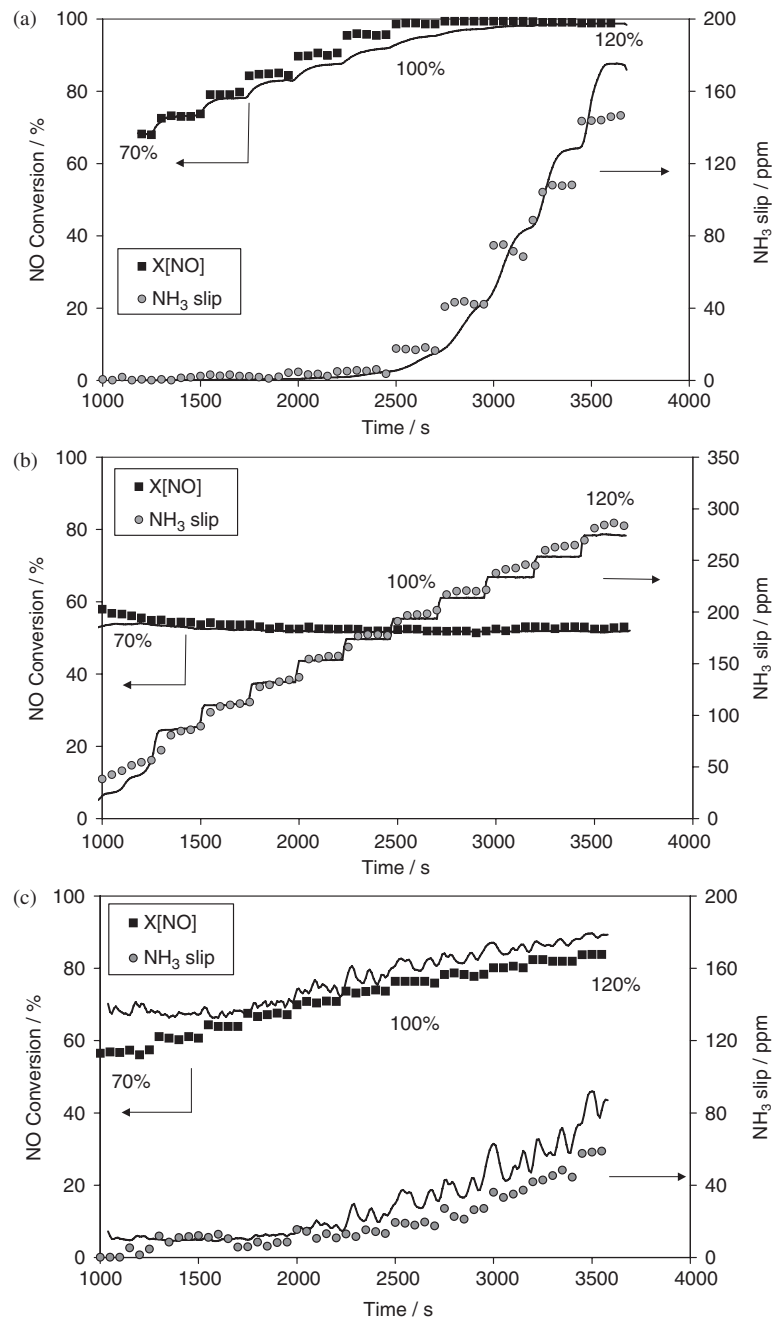 (a)
100
80
60
40
20
0
NO Conversion / %
200
160
120
80
40
0
NH₃ slip / ppm
70%
100%
120%
X[NO]
NH₃ slip
1000 1500 2000 2500 3000 3500 4000
Time / s
(b)
100
80
60
40
20
0
NO Conversion / %
350
300
250
200
150
100
50
0
NH₃ slip / ppm
X[NO]
NH₃ slip
70%
100%
120%
1000 1500 2000 2500 3000 3500 4000
Time / s
(c)
100
80
60
40
20
0
NO Conversion / %
200
160
120
80
40
0
NH₃ slip / ppm
X[NO]
NH₃ slip
70%
100%
120%
1000 1500 2000 2500 3000 3500 4000
Time / s